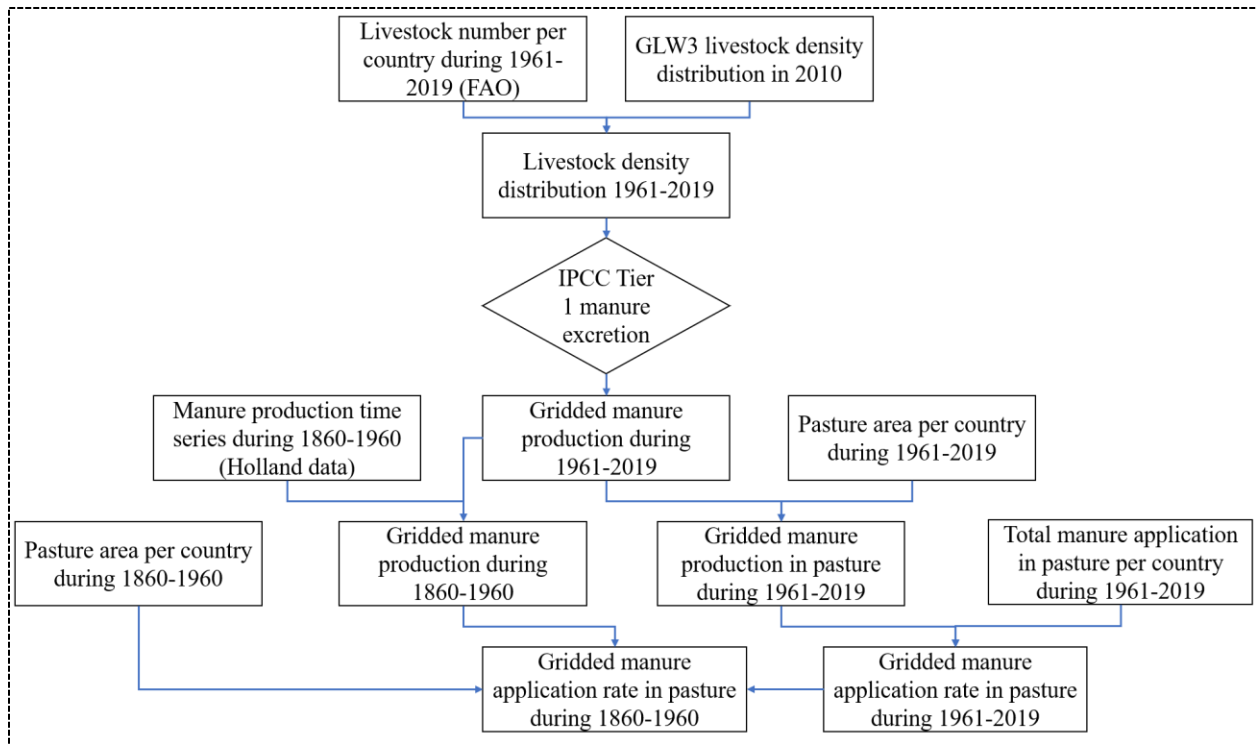 Livestock number per
country during 1961-
2019 (FAO)
GLW3 livestock density
distribution in 2010
Livestock density
distribution 1961-2019
IPCC Tier
1 manure
excretion
Manure production time
series during 1860-1960
(Holland data)
Gridded manure
production during
1961-2019
Pasture area per country
during 1961-2019
Pasture area per country
during 1860-1960
Gridded manure
production during
1860-1960
Gridded manure
production in pasture
during 1961-2019
Total manure application
in pasture per country
during 1961-2019
Gridded manure
application rate in pasture
during 1860-1960
Gridded manure
application rate in pasture
during 1961-2019